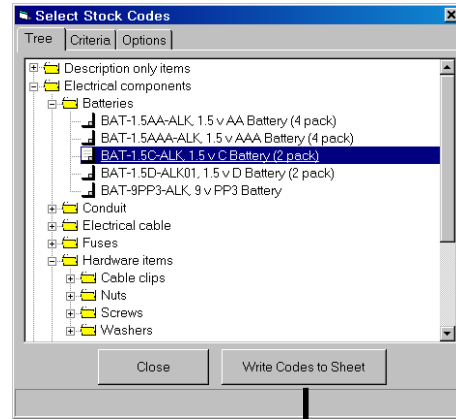 Select Stock Codes
Tree Criteria Options
Description only items
Electrical components
Batteries
BAT-1.5AA-ALK, 1.5 v AA Battery (4 pack)
BAT-1.5AAA-ALK, 1.5 v AAA Battery (4 pack)
BAT-1.5C-ALK, 1.5 v C Battery (2 pack)
BAT-1.5D-ALK01, 1.5 v D Battery (2 pack)
BAT-9PP3-ALK, 9 v PP3 Battery
Conduit
Electrical cable
Fuses
Hardware items
Cable clips
Nuts
Screws
Washers
Close Write Codes to Sheet